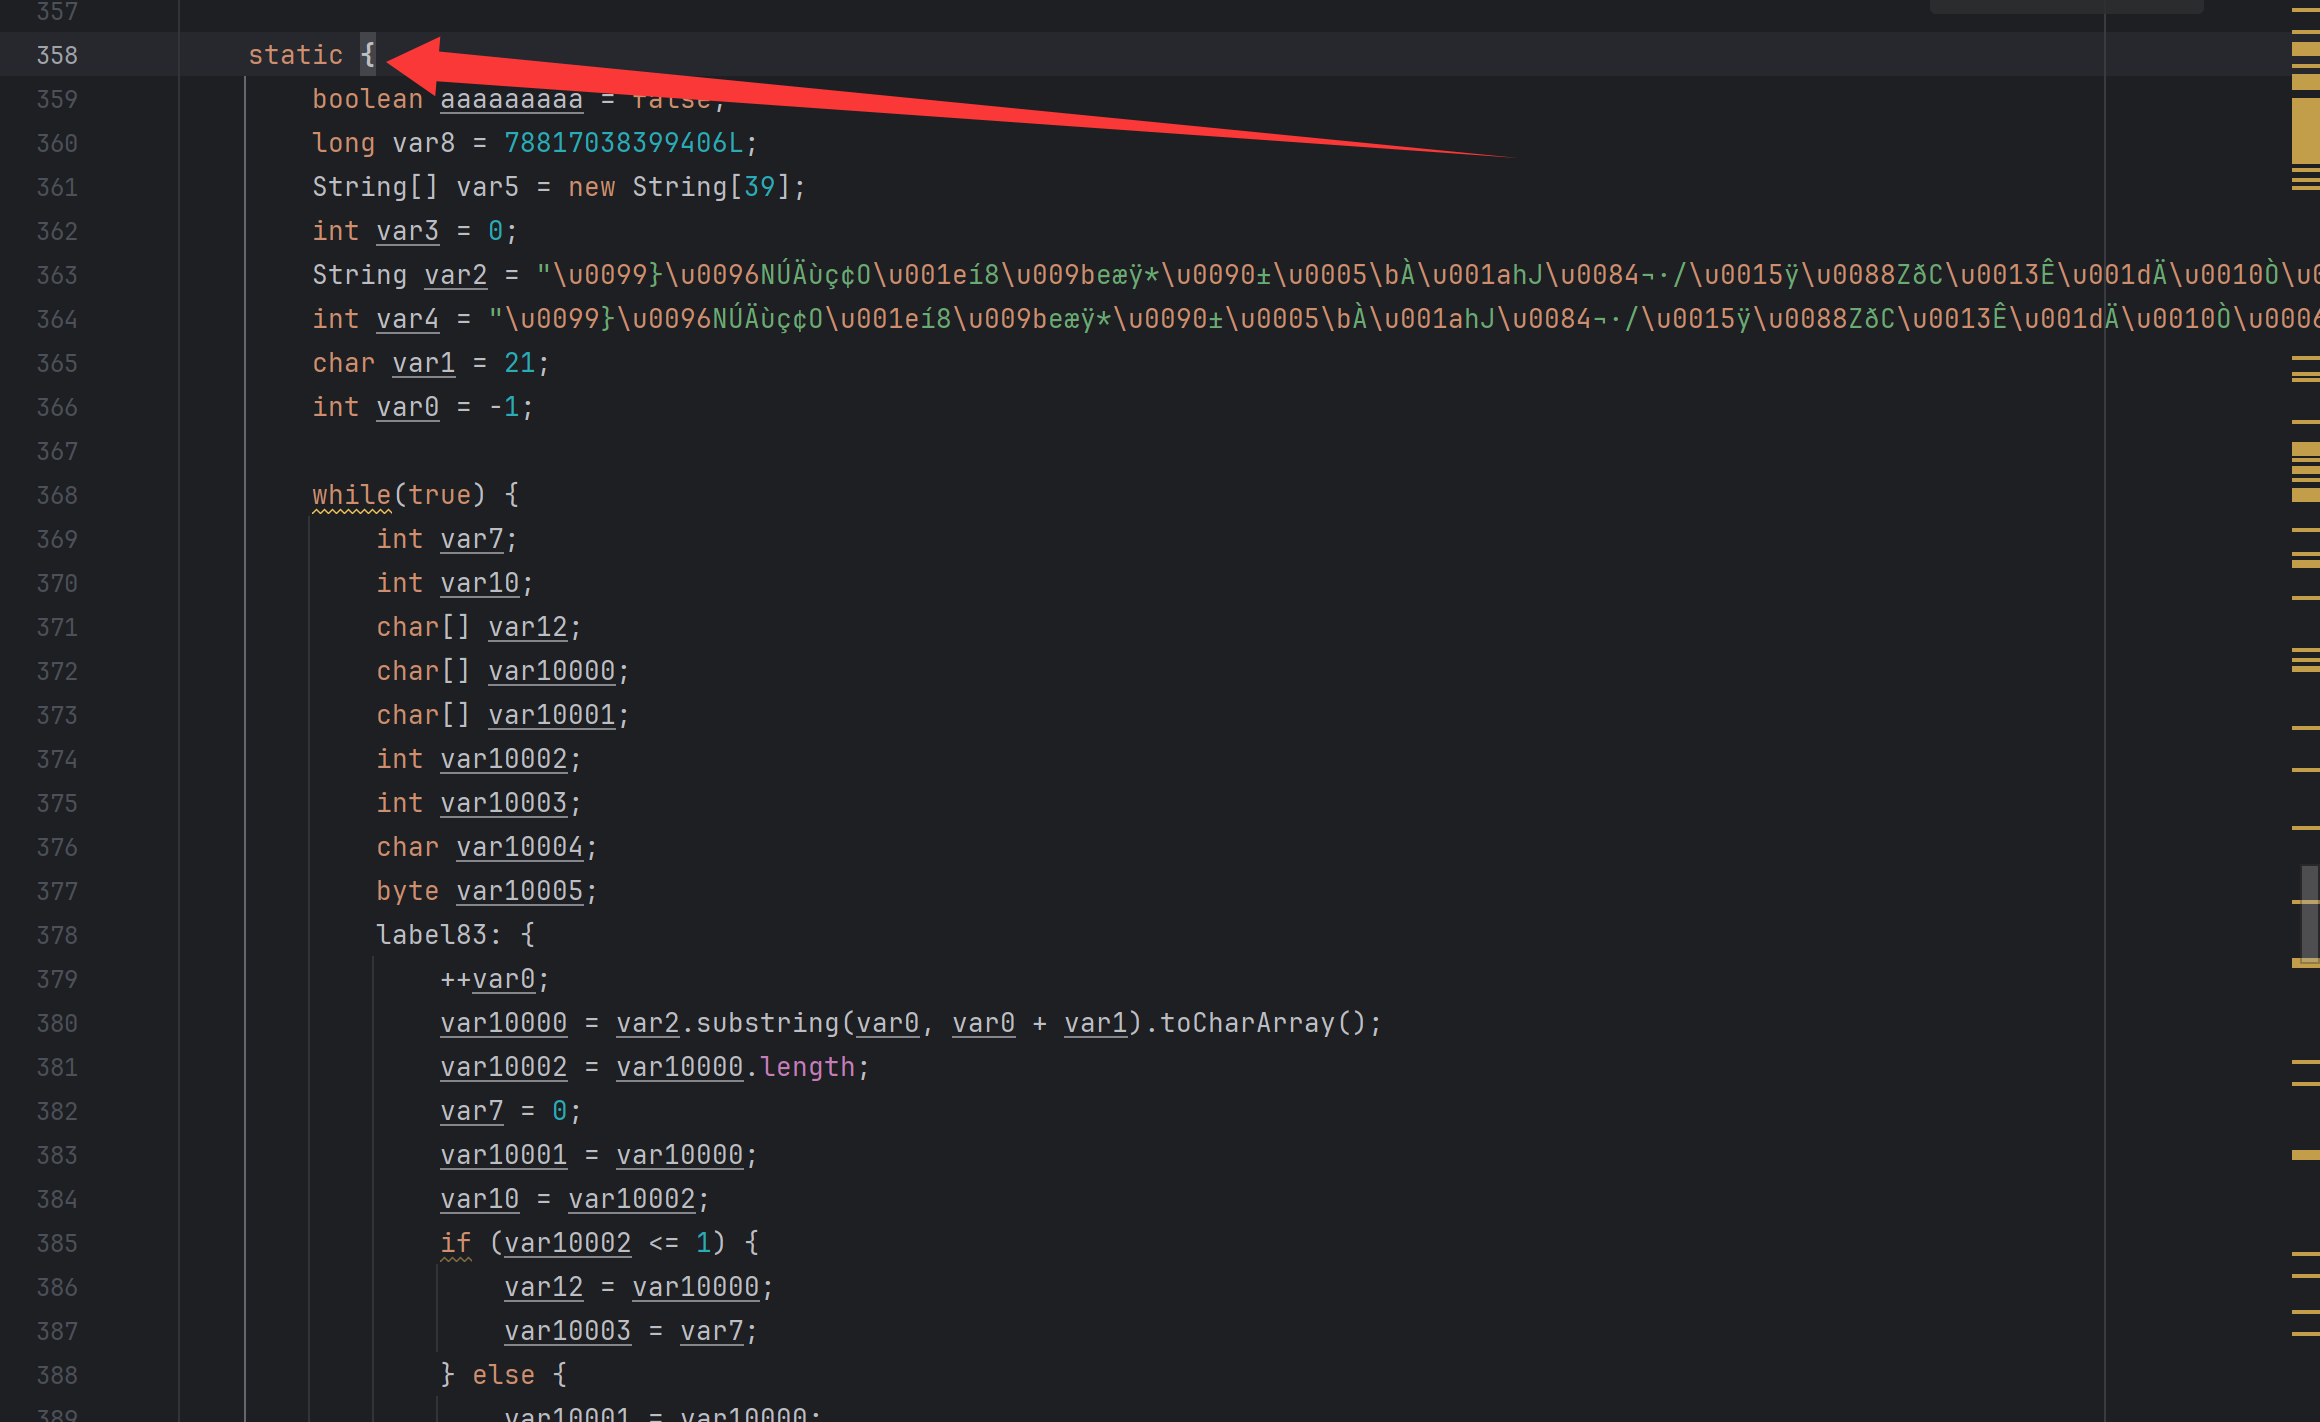 357
358 static {
359 boolean aaaaaaaaa = false;
360 long var8 = 78817038399406L;
361 String[] var5 = new String[39];
362 int var3 = 0;
363 String var2 = "\u0099}\u0096NÚÄùç¢O\u001eí8\u009beæÿ*\u0090±\u0005\bÀ\u001ahJ\u0084¬·/\u0015ÿ\u0088ZðC\u0013Ê\u001dÄ\u0010Ò\u0
364 int var4 = "\u0099}\u0096NÚÄùç¢O\u001eí8\u009beæÿ*\u0090±\u0005\bÀ\u001ahJ\u0084¬·/\u0015ÿ\u0088ZðC\u0013Ê\u001dÄ\u0010Ò\u0006
365 char var1 = 21;
366 int var0 = -1;
367
368 while(true) {
369 int var7;
370 int var10;
371 char[] var12;
372 char[] var10000;
373 char[] var10001;
374 int var10002;
375 int var10003;
376 char var10004;
377 byte var10005;
378 label83: {
379 ++var0;
380 var10000 = var2.substring(var0, var0 + var1).toCharArray();
381 var10002 = var10000.length;
382 var7 = 0;
383 var10001 = var10000;
384 var10 = var10002;
385 if (var10002 <= 1) {
386 var12 = var10000;
387 var10003 = var7;
388 } else {
389 var10001 = var10000;